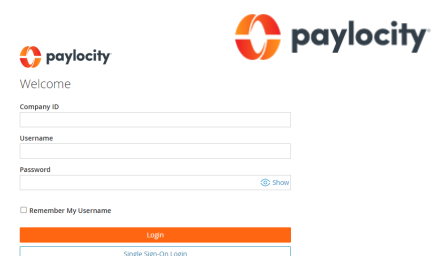 paylocity
paylocity
Welcome
Company ID
Username
Password
Show
Remember My Username
Login
Single Sign-On Login